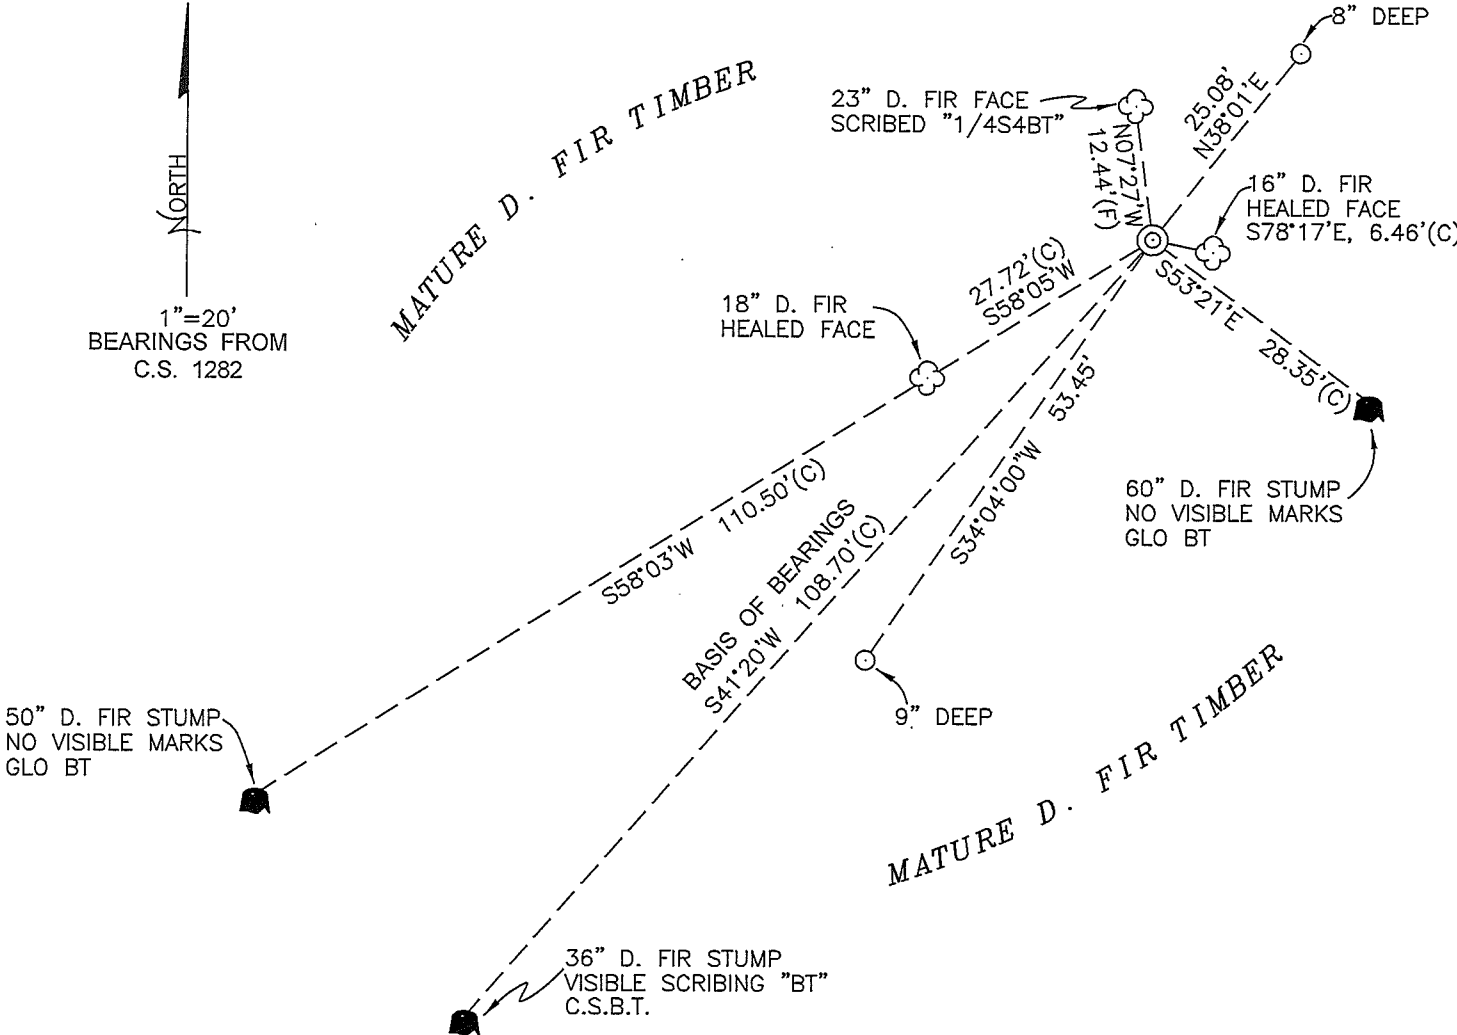 8" DEEP
MATURE D. FIR TIMBER
23" D. FIR FACE
SCRIBED "1/4S4BT"
25.08'
N38°01'E
N07°27'W
12.44'(F)
NORTH
16" D. FIR
HEALED FACE
S78°17'E, 6.46'(C)
27.72'(C)
S58°05'W
S53°21'E 28.35'(C)
18" D. FIR
HEALED FACE
1"=20'
BEARINGS FROM
C.S. 1282
S34°04'00"W 53.45'
60" D. FIR STUMP
NO VISIBLE MARKS
GLO BT
S58°03'W 110.50'(C)
BASIS OF BEARINGS
S41°20'W 108.70'(C)
50" D. FIR STUMP
NO VISIBLE MARKS
GLO BT
9" DEEP
MATURE D. FIR TIMBER
36" D. FIR STUMP
VISIBLE SCRIBING "BT"
C.S.B.T.